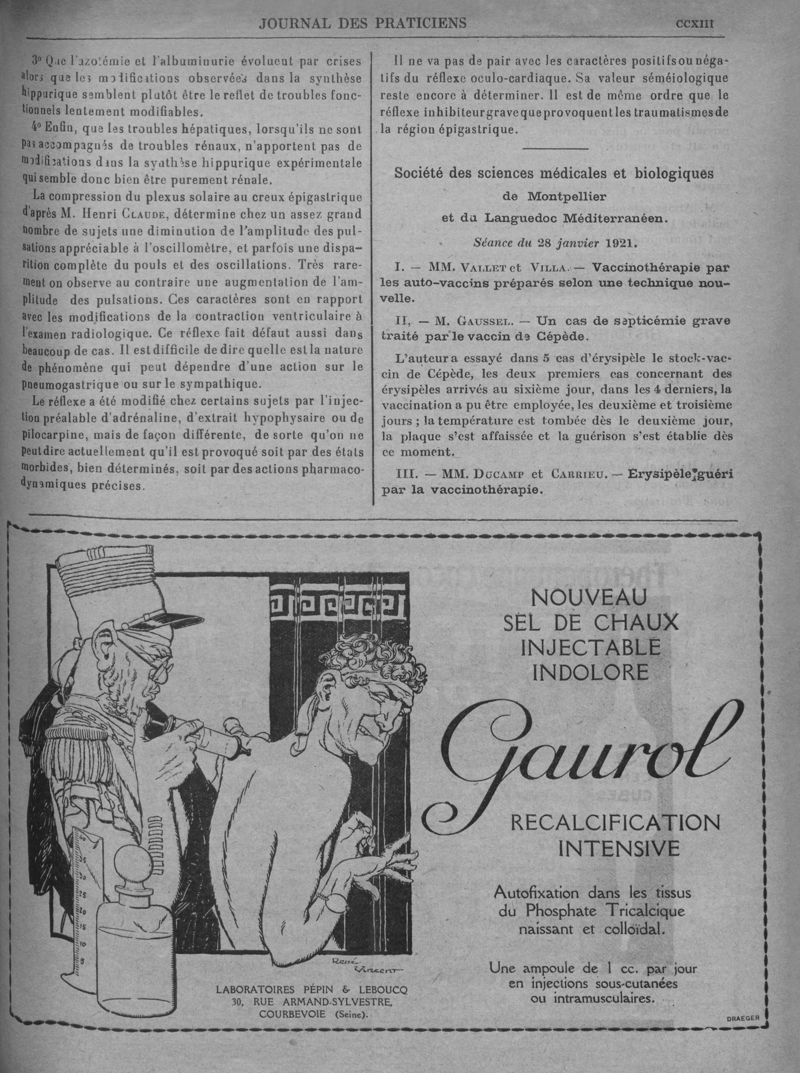 JOURNAL DES PRATICIENS
CCXIII
3° Que l'azotémie et l'albuminurie évoluent par crises
alors que les modifications observées dans la synthèse
hippurique semblent plutôt être le reflet de troubles fonc-
tionnels lentement modifiables.
4° Enfin, que les troubles hépatiques, lorsqu'ils ne sont
pas accompagnés de troubles rénaux, n'apportent pas de
modifications dans la synthèse hippurique expérimentale
qui semble donc bien être purement rénale.
La compression du plexus solaire au creux épigastrique
d'après M. Henri CLAUDE, détermine chez un assez grand
nombre de sujets une diminution de l'amplitude des pul-
sations appréciable à l'oscillomètre, et parfois une dispa-
rition complète du pouls et des oscillations. Très rare-
ment on observe au contraire une augmentation de l'am-
plitude des pulsations. Ces caractères sont en rapport
avec les modifications de la contraction ventriculaire à
l'examen radiologique. Ce réflexe fait défaut aussi dans
beaucoup de cas. Il est difficile de dire quelle est la nature
de phénomène qui peut dépendre d'une action sur le
pneumogastrique ou sur le sympathique.
Le réflexe a été modifié chez certains sujets par l'injec-
tion préalable d'adrénaline, d'extrait hypophysaire ou de
pilocarpine, mais de façon différente, de sorte qu'on ne
peut dire actuellement qu'il est provoqué soit par des états
morbides, bien déterminés, soit par des actions pharmaco-
dynamiques précises.
Il ne va pas de pair avec les caractères positifs ou néga-
tifs du réflexe oculo-cardiaque. Sa valeur séméiologique
reste encore à déterminer. Il est de même ordre que le
réflexe inhibiteur grave que provoquent les traumatismes de
la région épigastrique.
Société des sciences médicales et biologiques
de Montpellier
et du Languedoc Méditerranéen.
Séance du 28 janvier 1921.
I. — MM. VALLET et VILLA. — Vaccinothérapie par
les auto-vaccins préparés selon une technique nou-
velle.
II, — M. GAUSSEL. — Un cas de septicémie grave
traité par le vaccin de Cépède.
L'auteur a essayé dans 5 cas d'érysipèle le stock-vac-
cin de Cépède, les deux premiers cas concernant des
érysipèles arrivés au sixième jour, dans les 4 derniers, la
vaccination a pu être employée, les deuxième et troisième
jours ; la température est tombée dès le deuxième jour,
la plaque s'est affaissée et la guérison s'est établie dès
ce moment.
III. — MM. DUCAMP et CARRIEU. — Erysipèle guéri
par la vaccinothérapie.
NOUVEAU
SEL DE CHAUX
INJECTABLE
INDOLORE
Gaurol
RECALCIFICATION
INTENSIVE
Autofixation dans les tissus
du Phosphate Tricalcique
naissant et colloïdal.
Une ampoule de 1 cc. par jour
en injections sous-cutanées
ou intramusculaires.
René
Vincent
LABORATOIRES PÉPIN & LEBOUCQ
30, RUE ARMAND-SYLVESTRE,
COURBEVOIE (Seine).
DRAEGER